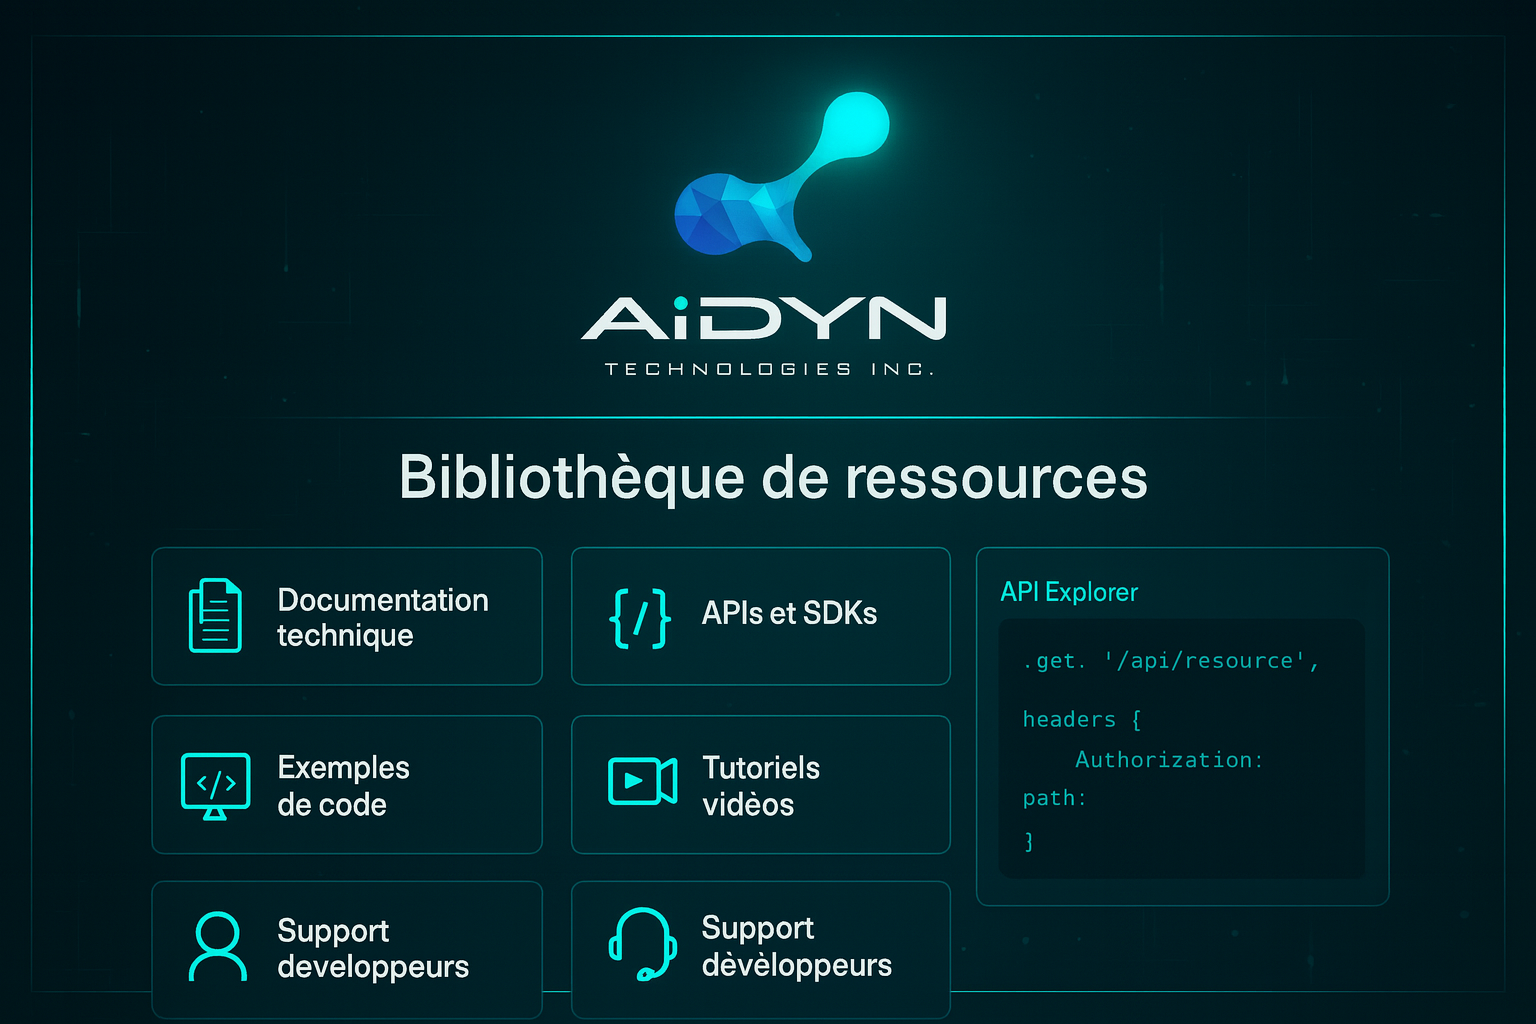 AiDYN
TECHNOLOGIES INC.
Bibliothèque de ressources
Documentation
technique
APIs et SDKs
API Explorer
.get. '/api/resource',
headers {
Authorization:
path:
}
Exemples
de code
Tutoriels
vidèos
Support
developpeurs
Support
dèvèloppeurs